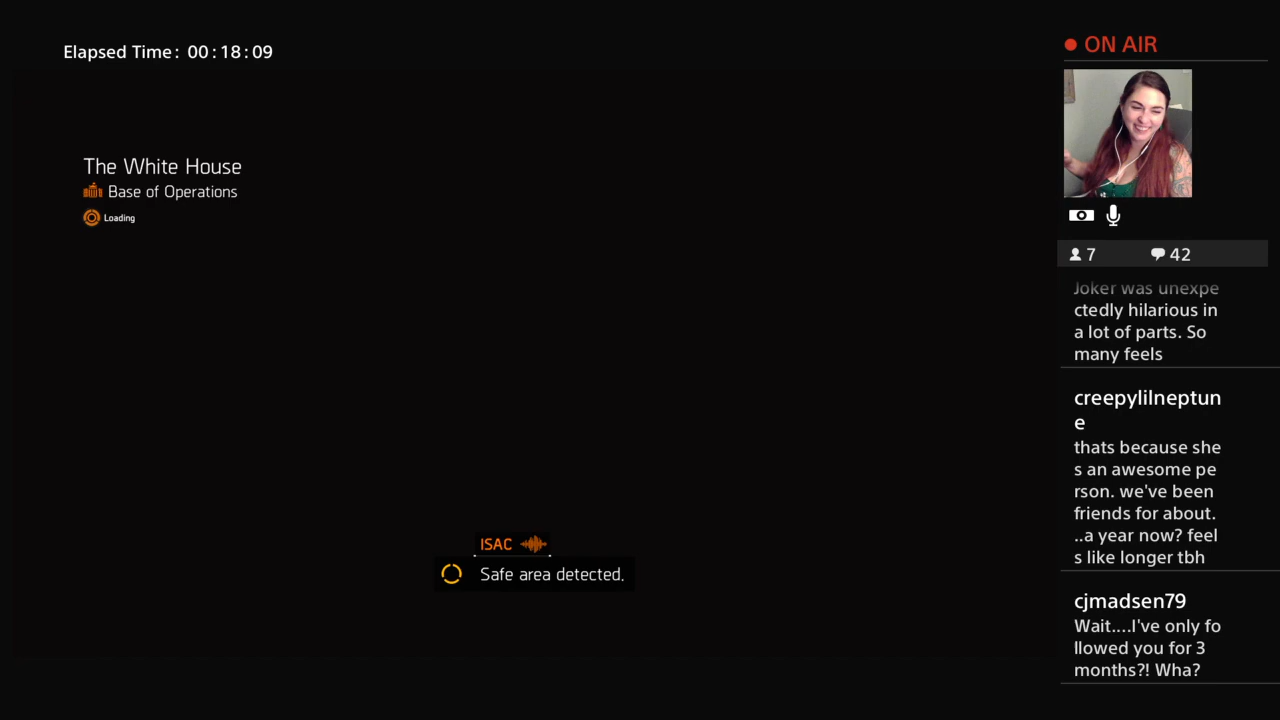 Elapsed Time: 00:18:09
The White House
Base of Operations
Loading
ISAC
Safe area detected.
ON AIR
7 42
Joker was unexpe
ctedly hilarious in
a lot of parts. So
many feels
creepylilneptun
e
thats because she
s an awesome pe
rson. we've been
friends for about.
..a year now? feel
s like longer tbh
cjmadsen79
Wait....I've only fo
llowed you for 3
months?! Wha?